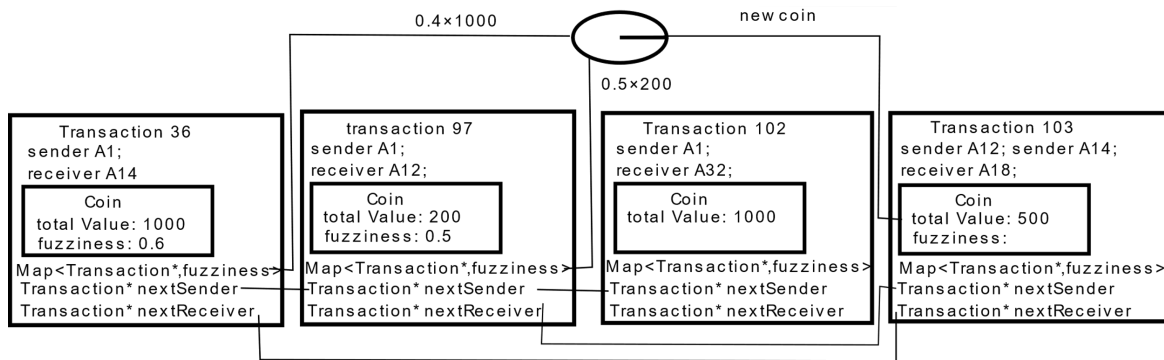 0.4×1000
new coin
0.5×200
Transaction 36
sender A1;
receiver A14
Coin
total Value: 1000
fuzziness: 0.6
Map<Transaction*,fuzziness>
Transaction* nextSender
Transaction* nextReceiver
transaction 97
sender A1;
receiver A12;
Coin
total Value: 200
fuzziness: 0.5
Map<Transaction*,fuzziness>
Transaction* nextSender
Transaction* nextReceiver
Transaction 102
sender A1;
receiver A32;
Coin
total Value: 1000
Map<Transaction*,fuzziness>
Transaction* nextSender
Transaction* nextReceiver
Transaction 103
sender A12; sender A14;
receiver A18;
Coin
total Value: 500
fuzziness:
Map<Transaction*,fuzziness>
Transaction* nextSender
Transaction* nextReceiver